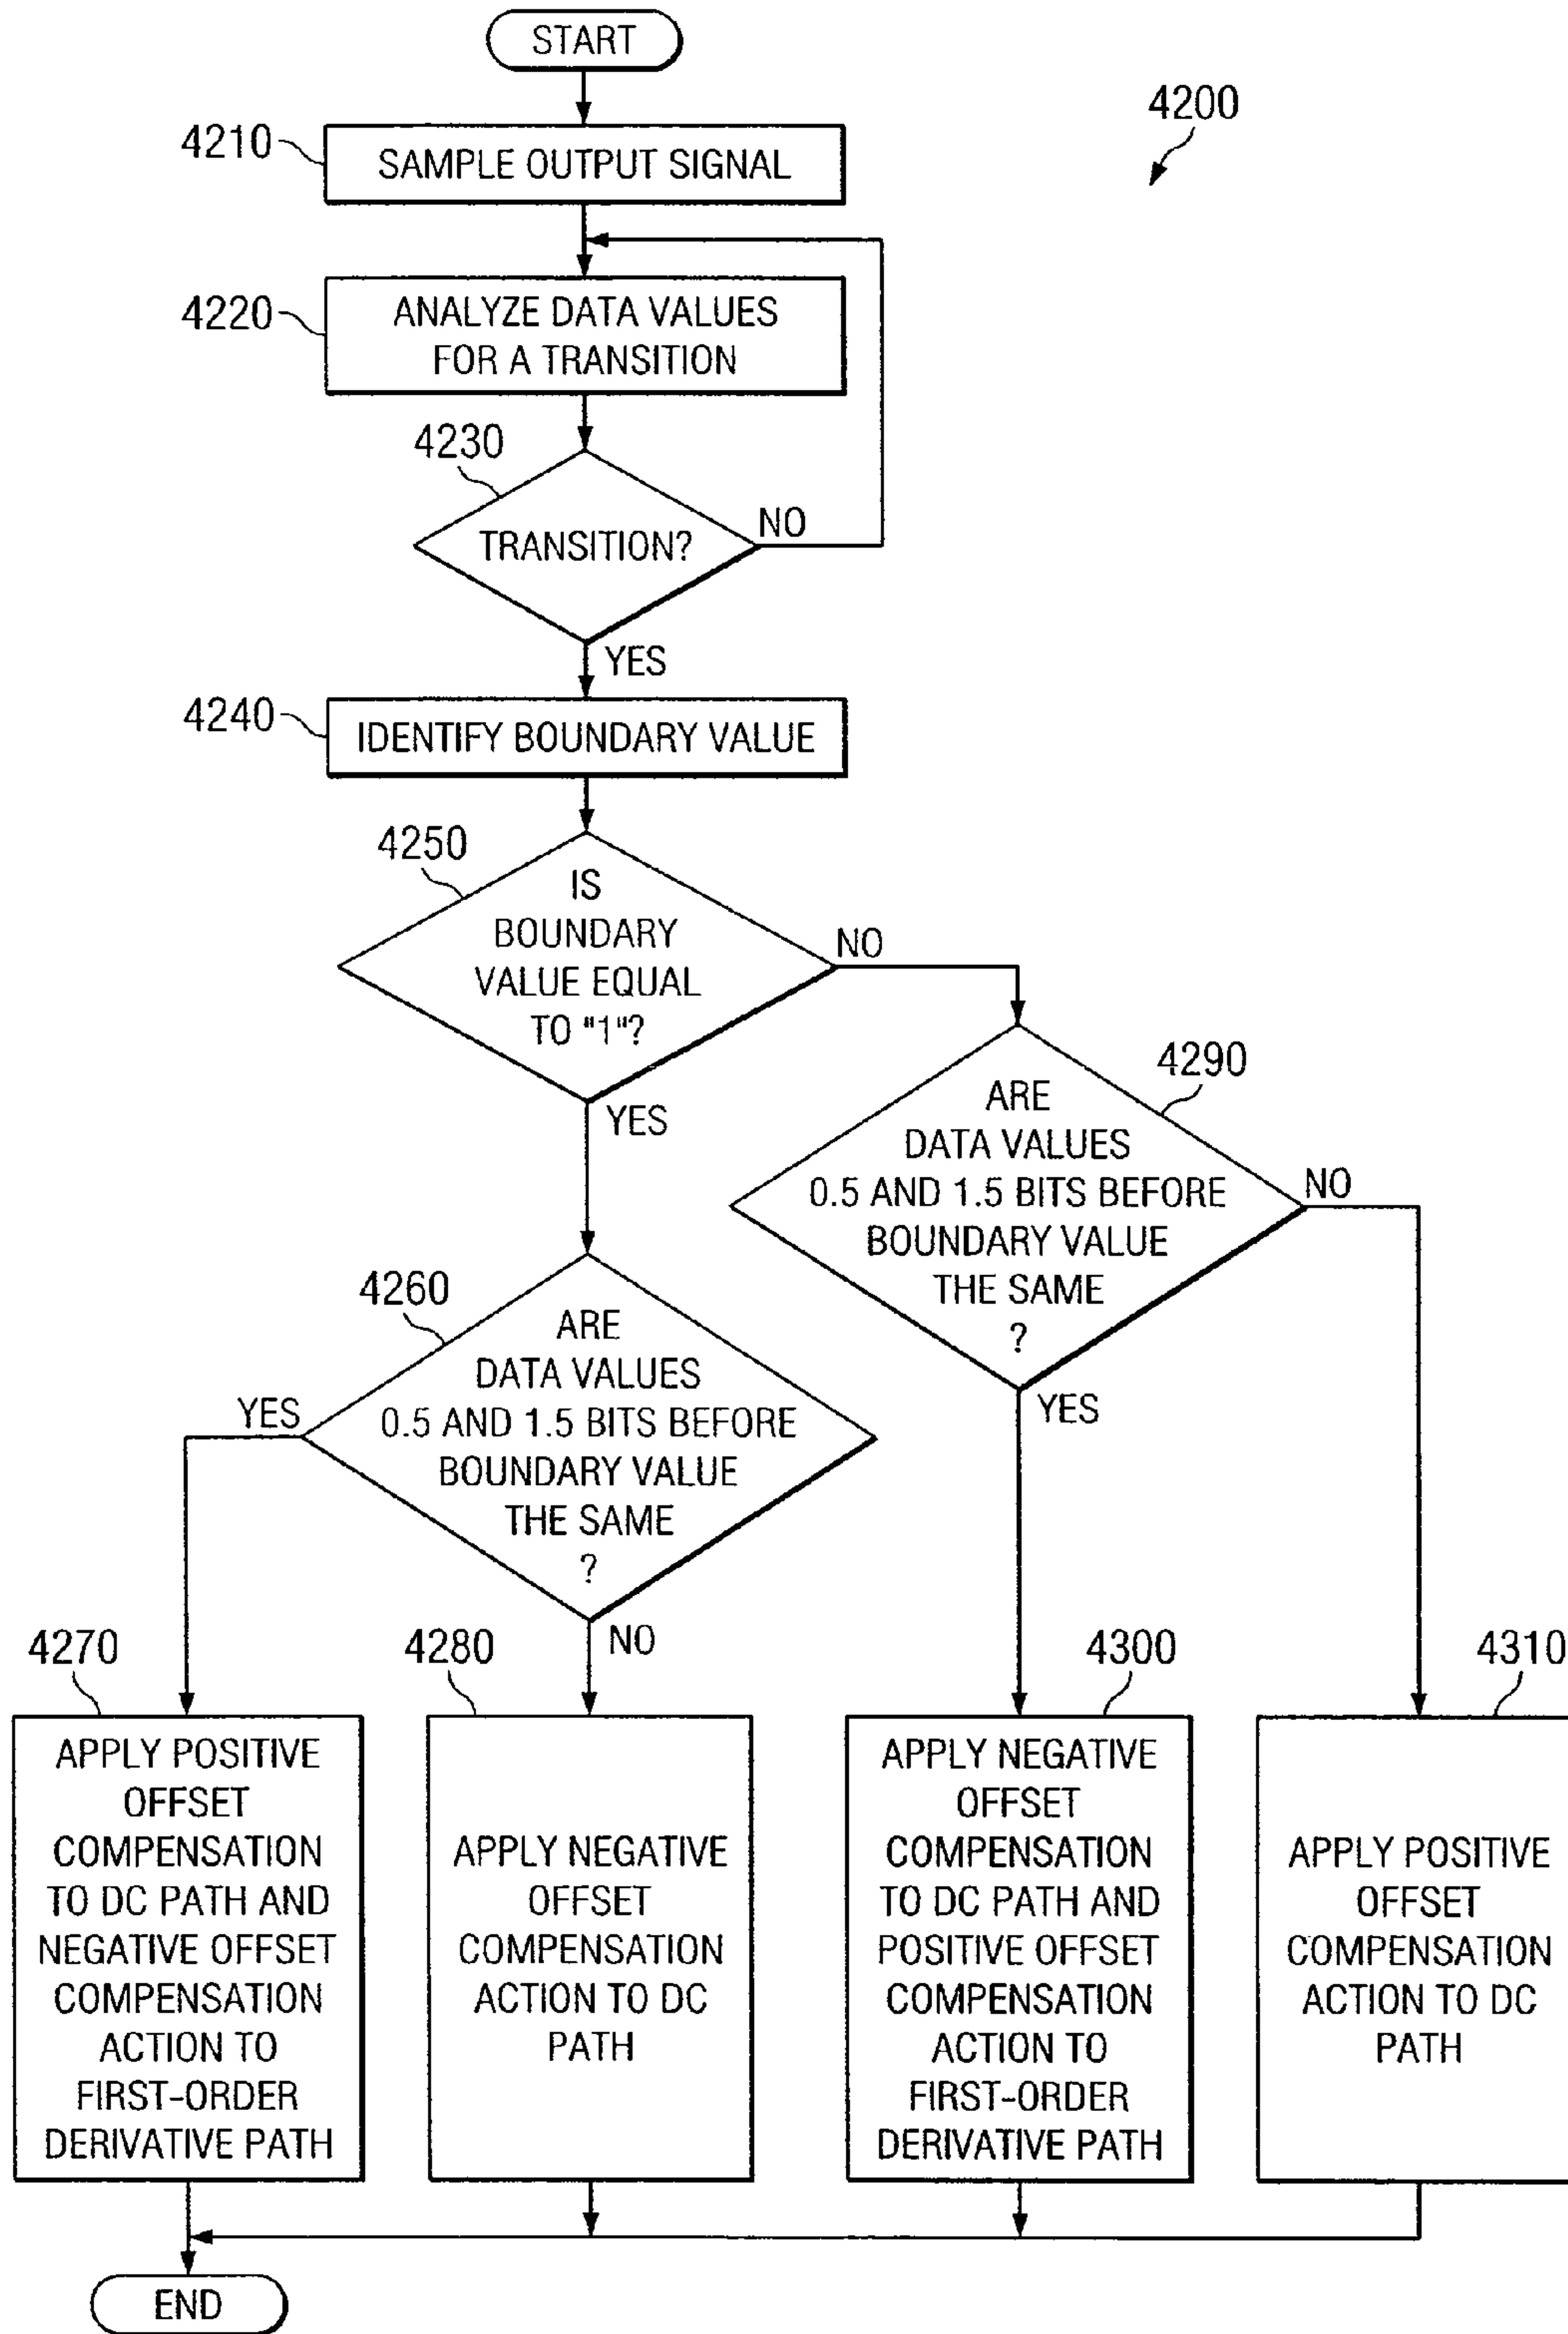 START
4200
4210
SAMPLE OUTPUT SIGNAL
4220
ANALYZE DATA VALUES
FOR A TRANSITION
4230
TRANSITION?
NO
YES
4240
IDENTIFY BOUNDARY VALUE
4250
IS
BOUNDARY
VALUE EQUAL
TO "1"?
NO
YES
4290
ARE
DATA VALUES
0.5 AND 1.5 BITS BEFORE
BOUNDARY VALUE
THE SAME
?
NO
YES
4260
ARE
DATA VALUES
0.5 AND 1.5 BITS BEFORE
BOUNDARY VALUE
THE SAME
?
YES
NO
4270
APPLY POSITIVE
OFFSET
COMPENSATION
TO DC PATH AND
NEGATIVE OFFSET
COMPENSATION
ACTION TO
FIRST-ORDER
DERIVATIVE PATH
4280
APPLY NEGATIVE
OFFSET
COMPENSATION
ACTION TO DC
PATH
4300
APPLY NEGATIVE
OFFSET
COMPENSATION
TO DC PATH AND
POSITIVE OFFSET
COMPENSATION
ACTION TO
FIRST-ORDER
DERIVATIVE PATH
4310
APPLY POSITIVE
OFFSET
COMPENSATION
ACTION TO DC
PATH
END